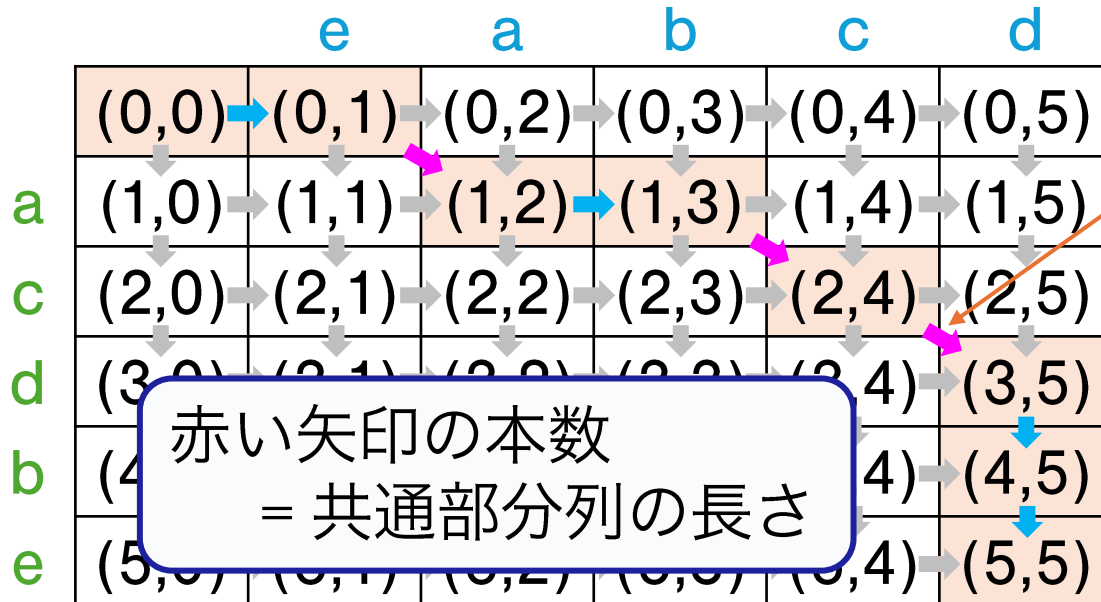 e a b c d
(0,0) (0,1) (0,2) (0,3) (0,4) (0,5)
a (1,0) (1,1) (1,2) (1,3) (1,4) (1,5)
c (2,0) (2,1) (2,2) (2,3) (2,4) (2,5)
d (3,5)
b (4,5)
e (5,5)
赤い矢印の本数
= 共通部分列の長さ